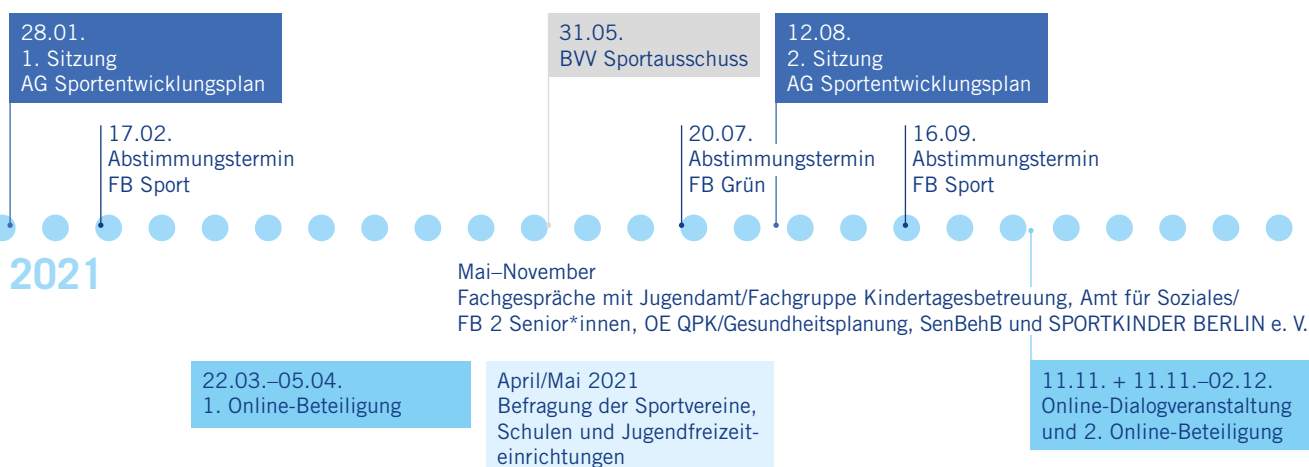 28.01.
1. Sitzung
AG Sportentwicklungsplan
31.05.
BVV Sportausschuss
12.08.
2. Sitzung
AG Sportentwicklungsplan
17.02.
Abstimmungstermin
FB Sport
20.07.
Abstimmungstermin
FB Grün
16.09.
Abstimmungstermin
FB Sport
2021
Mai–November
Fachgespräche mit Jugendamt/Fachgruppe Kindertagesbetreuung, Amt für Soziales/
FB 2 Senior*innen, OE QPK/Gesundheitsplanung, SenBehB und SPORTKINDER BERLIN e. V.
22.03.–05.04.
1. Online-Beteiligung
April/Mai 2021
Befragung der Sportvereine,
Schulen und Jugendfreizeit-
einrichtungen
11.11. + 11.11.–02.12.
Online-Dialogveranstaltung
und 2. Online-Beteiligung